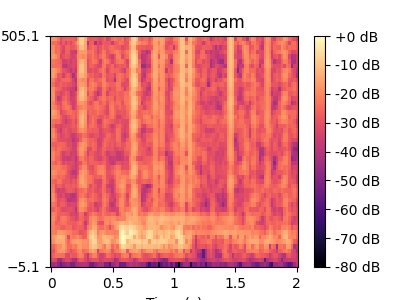 Mel Spectrogram
505.1
-5.1
0
0.5
1
1.5
2
+0 dB
-10 dB
-20 dB
-30 dB
-40 dB
-50 dB
-60 dB
-70 dB
-80 dB